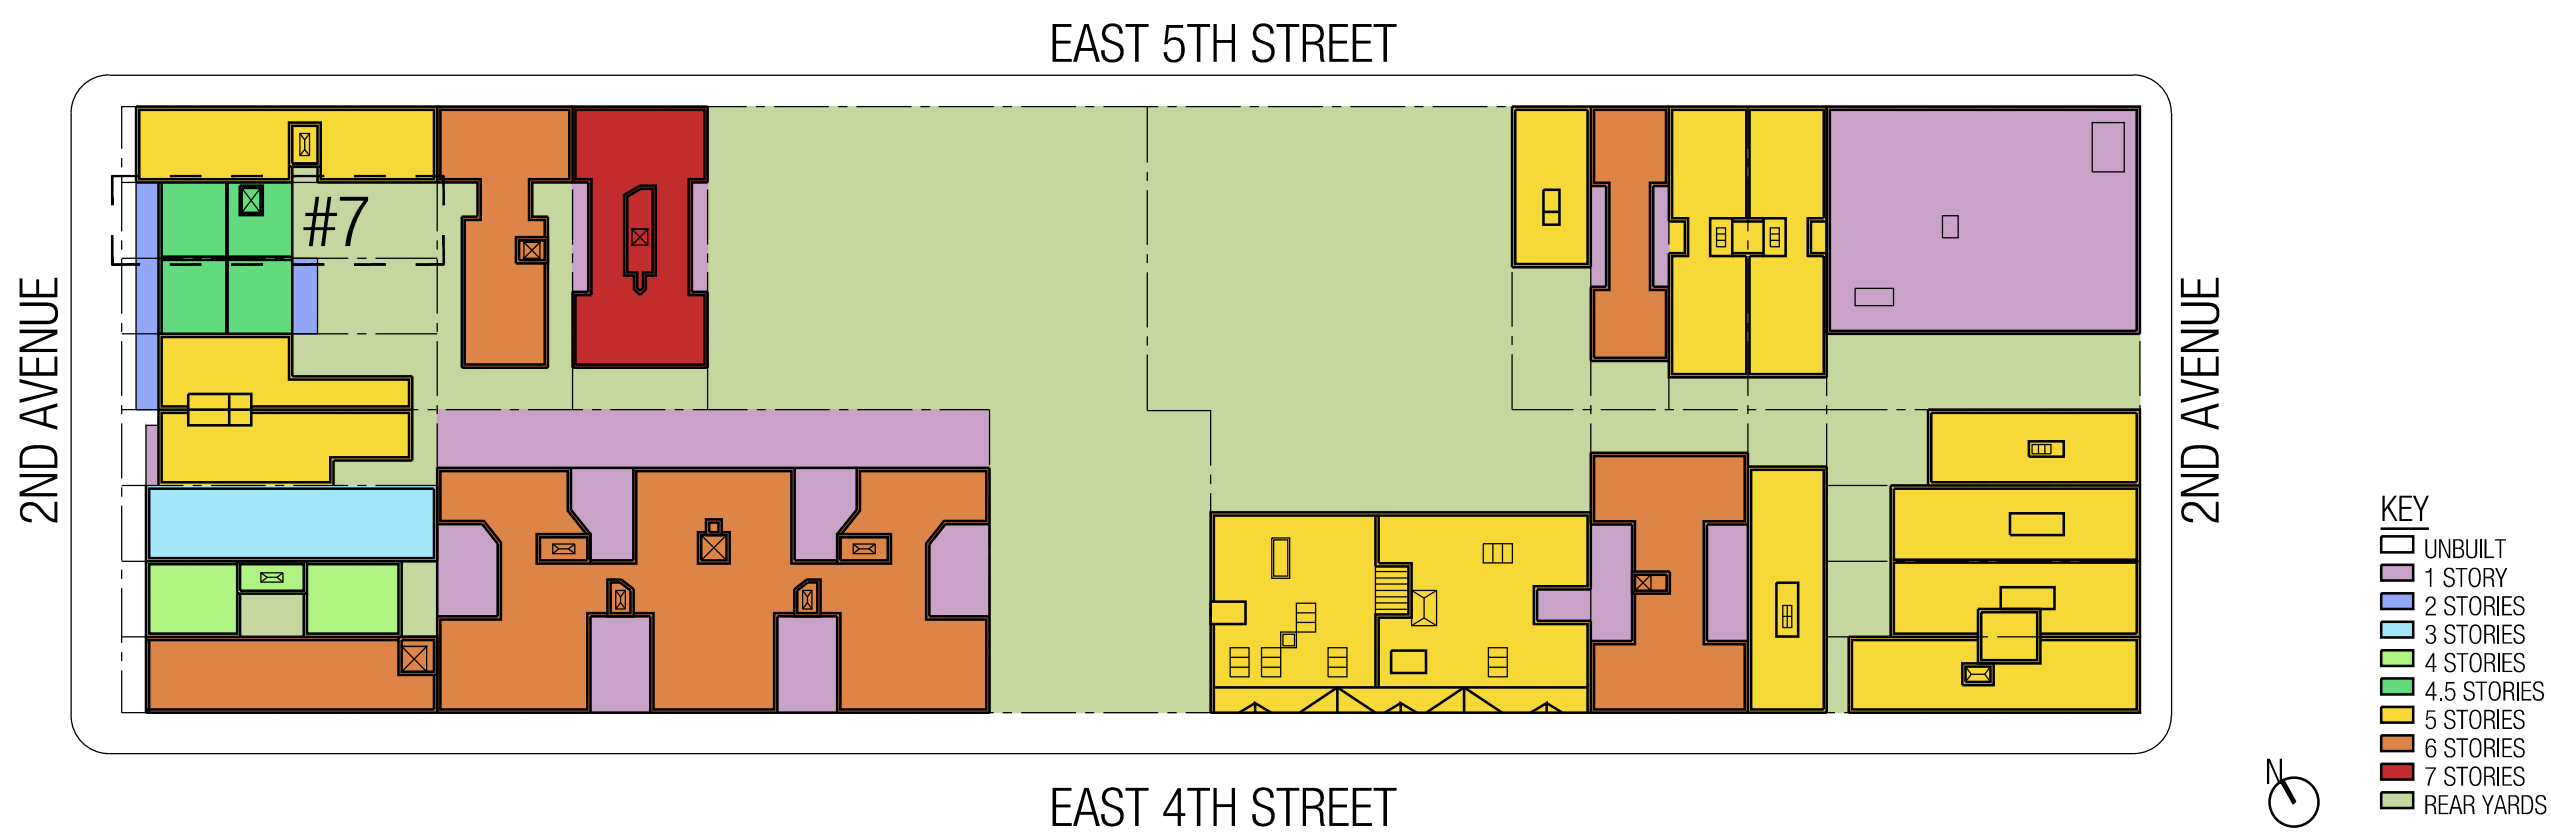 EAST 5TH STREET
#7
2ND AVENUE
2ND AVENUE
KEY
UNBUILT
1 STORY
2 STORIES
3 STORIES
4 STORIES
4.5 STORIES
5 STORIES
6 STORIES
7 STORIES
REAR YARDS
N
EAST 4TH STREET